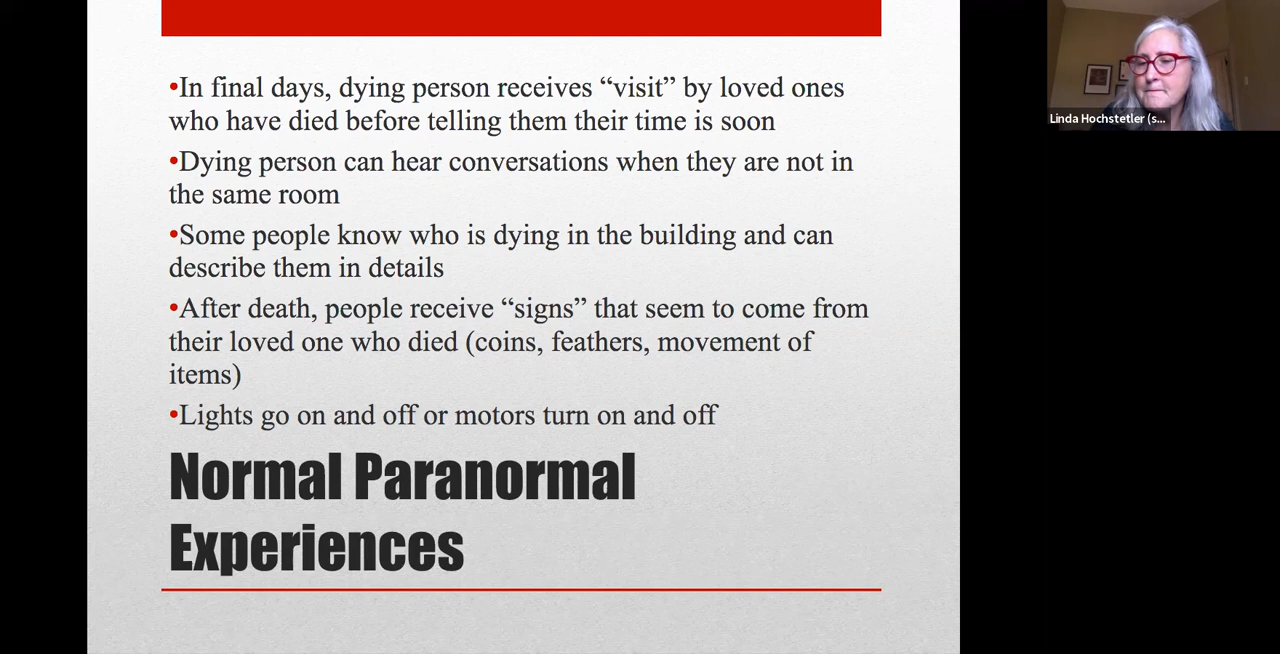 •In final days, dying person receives “visit” by loved ones
who have died before telling them their time is soon
•Dying person can hear conversations when they are not in
the same room
•Some people know who is dying in the building and can
describe them in details
•After death, people receive “signs” that seem to come from
their loved one who died (coins, feathers, movement of
items)
•Lights go on and off or motors turn on and off
Normal Paranormal
Experiences
Linda Hochstetler (s...